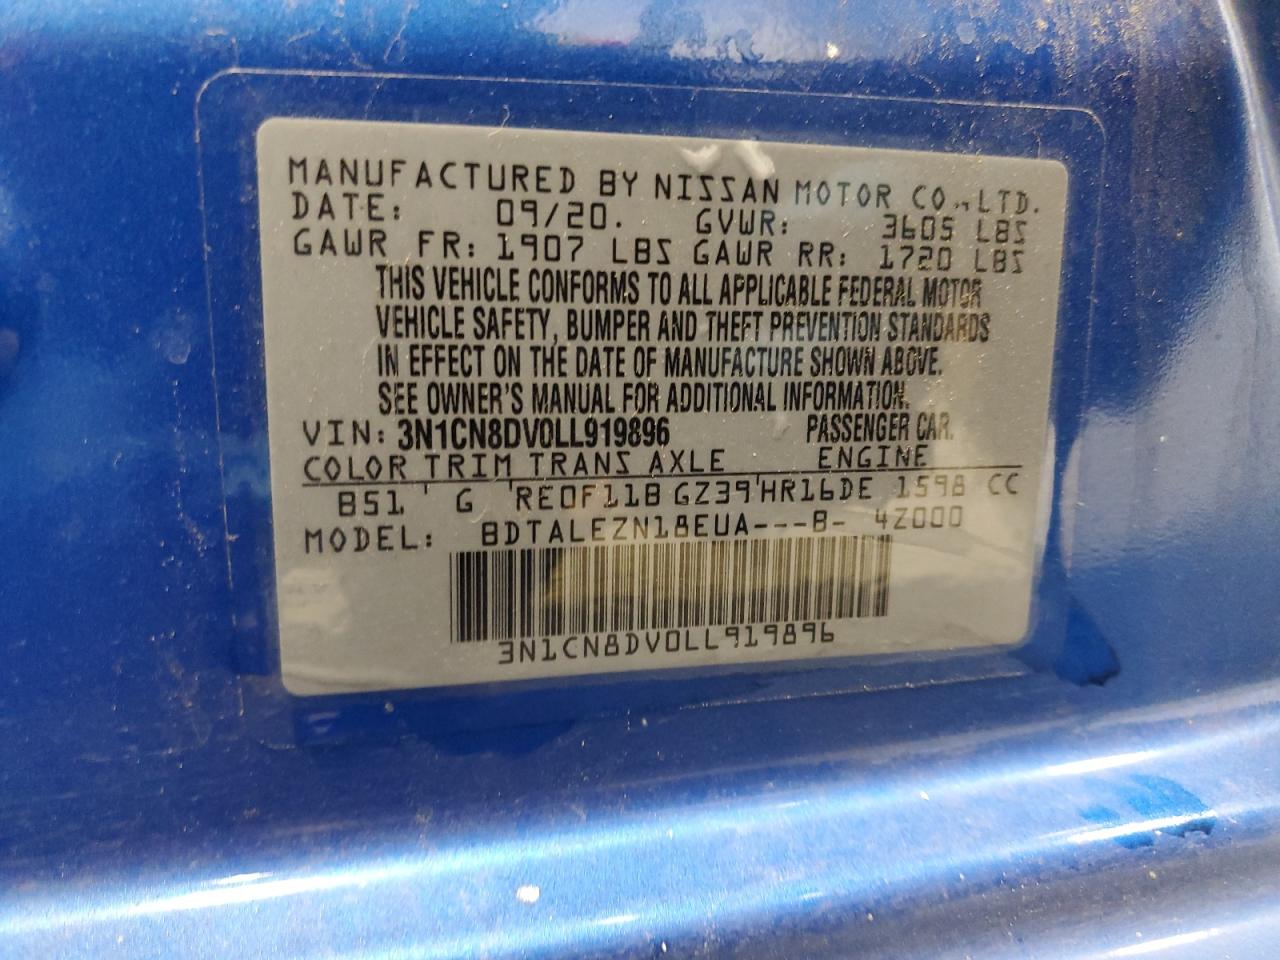 MANUFACTURED BY NISSAN MOTOR CO., LTD.
DATE: 09/20. GVWR: 3605 LBS
GAWR FR: 1907 LBS GAWR RR: 1720 LBS
THIS VEHICLE CONFORMS TO ALL APPLICABLE FEDERAL MOTOR
VEHICLE SAFETY, BUMPER AND THEFT PREVENTION STANDARDS
IN EFFECT ON THE DATE OF MANUFACTURE SHOWN ABOVE.
SEE OWNER'S MANUAL FOR ADDITIONAL INFORMATION.
VIN: 3N1CN8DV0LL919896 PASSENGER CAR.
COLOR TRIM TRANS AXLE ENGINE
B51 ' G 'RE0F11B GZ39'HR16DE 1598 CC
MODEL: BDTALEZN18EUA---B- 4Z000
3N1CN8DV0LL919896